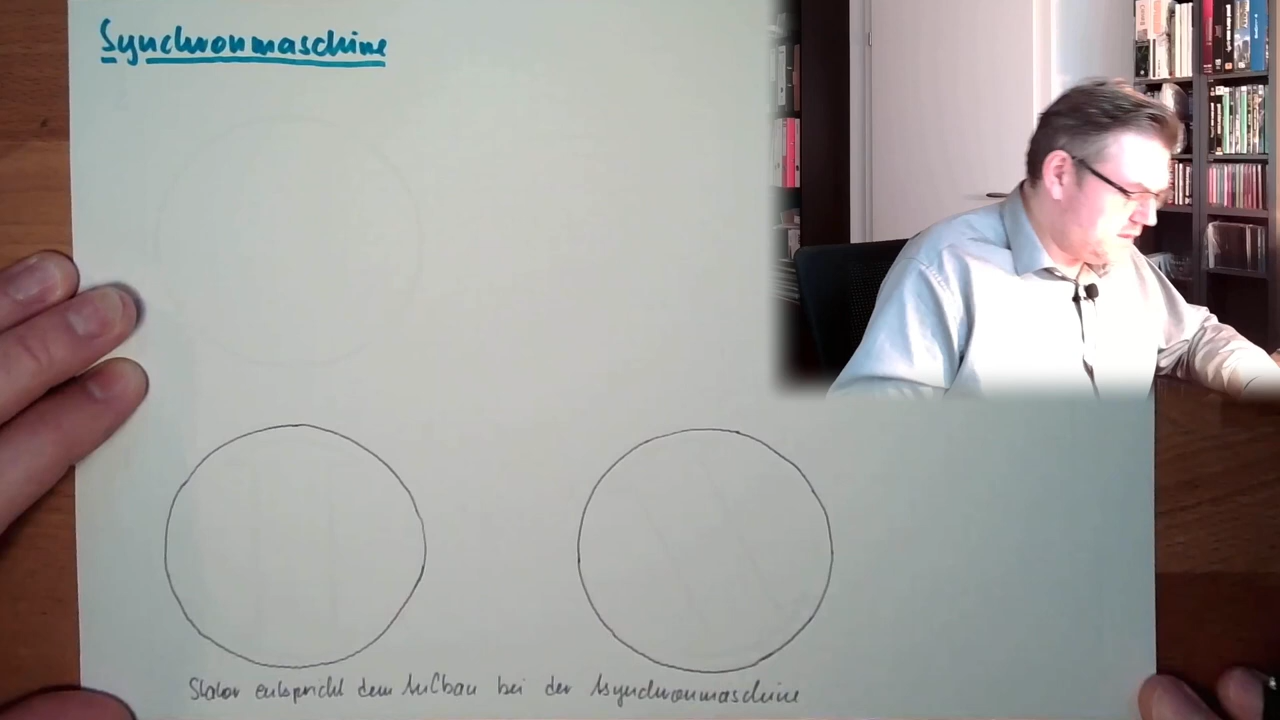 Synchronmaschine
Stator entspricht dem Aufbau bei der Asynchronmaschine